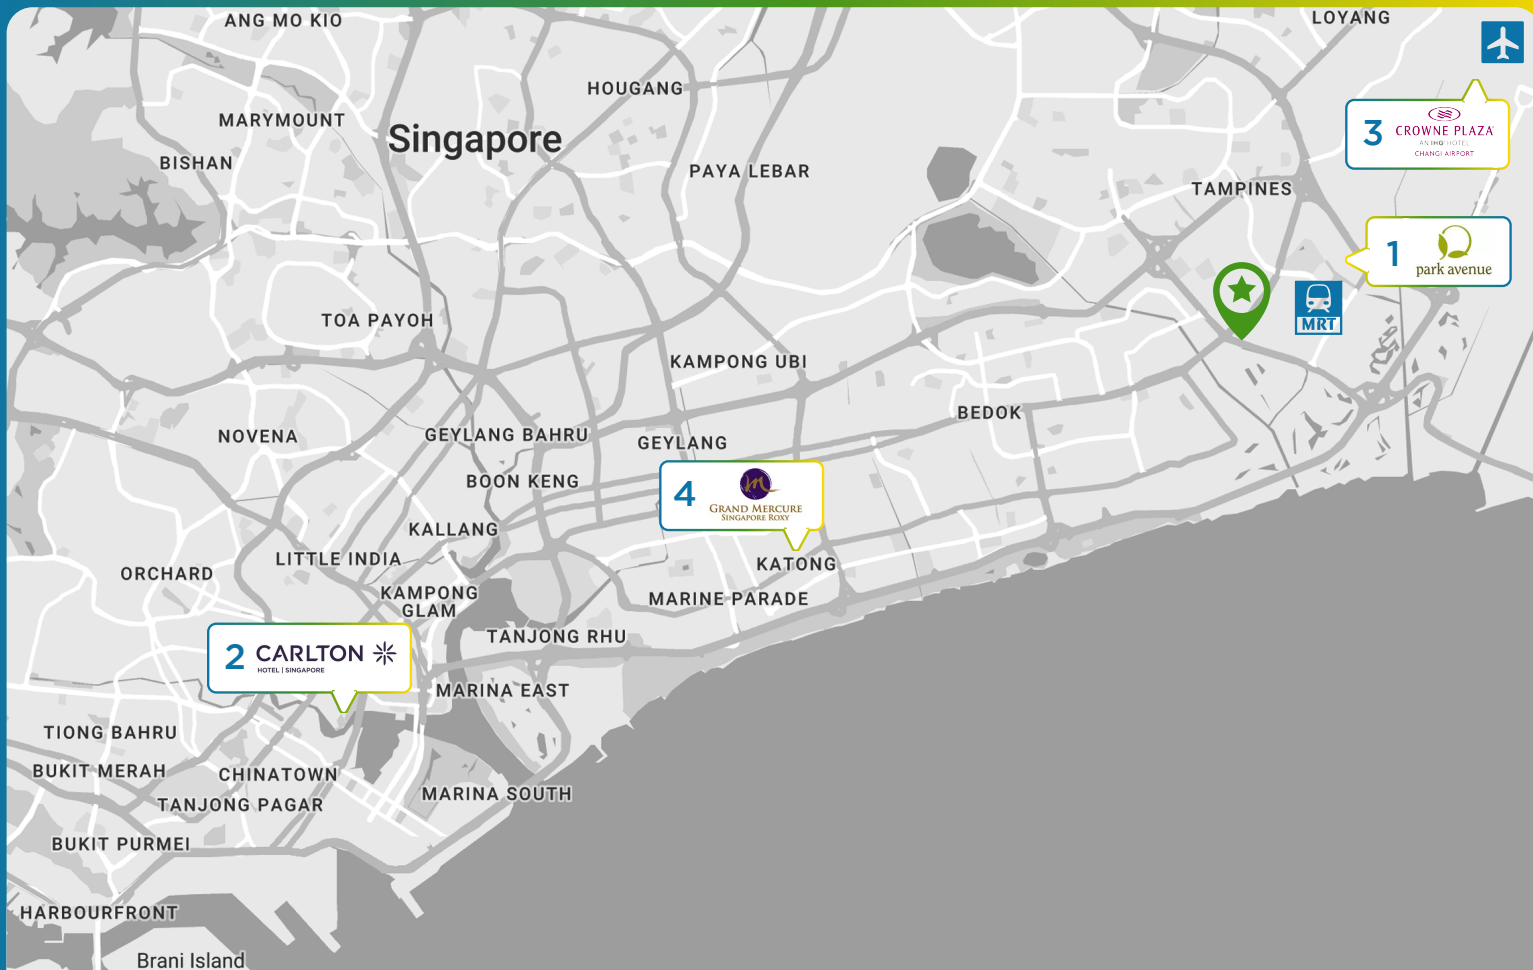 ANG MO KIO
LOYANG
HOUGANG
MARYMOUNT
Singapore
3 CROWNE PLAZA
AN IHG HOTEL
CHANGI AIRPORT
BISHAN
PAYA LEBAR
TAMPINES
1 park avenue
MRT
TOA PAYOH
KAMPONG UBI
BEDOK
NOVENA
GEYLANG BAHRU
GEYLANG
BOON KENG
4 GRAND MERCURE
SINGAPORE ROXY
KALLANG
LITTLE INDIA
KATONG
ORCHARD
KAMPONG
GLAM
MARINE PARADE
TANJONG RHU
2 CARLTON
HOTEL | SINGAPORE
MARINA EAST
TIONG BAHRU
BUKIT MERAH
CHINATOWN
MARINA SOUTH
TANJONG PAGAR
BUKIT PURMEI
HARBOURFRONT
Brani Island